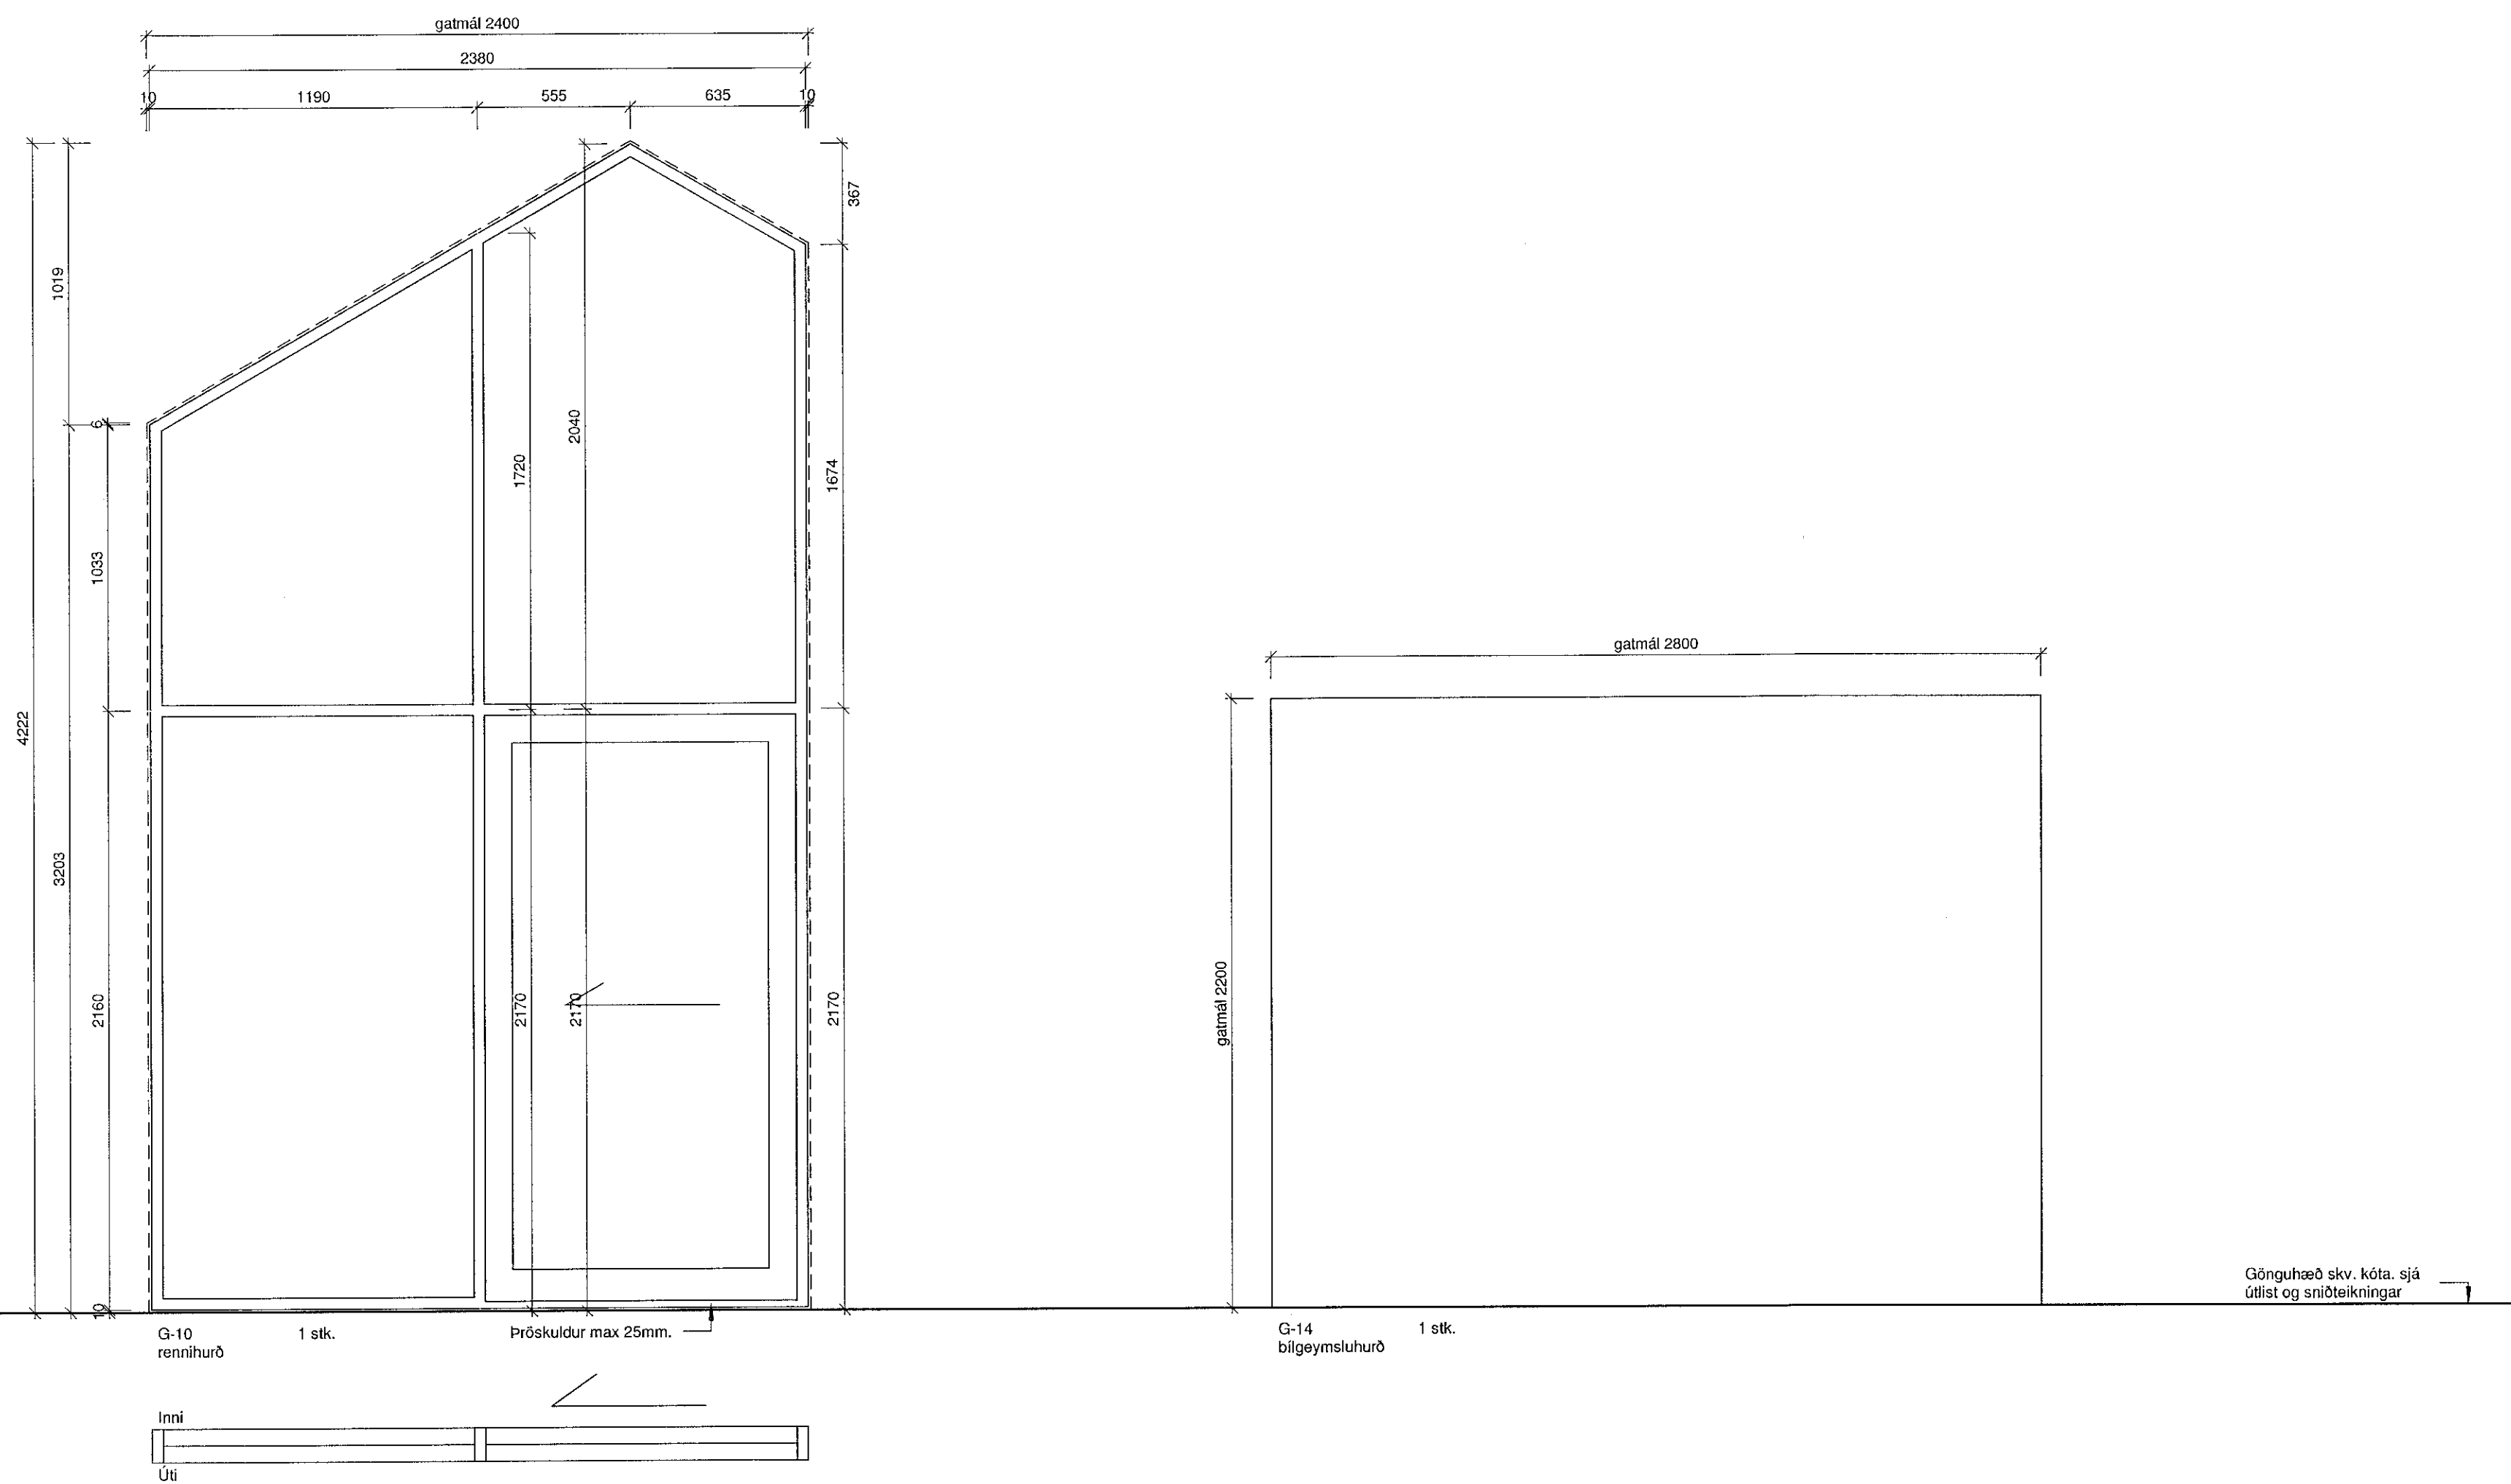 gatmál 2400
2380
10 1190 555 635 10
367
1019
6
2040
1720
1674
1033
gatmál 2800
4222
3203
2160
2170
2170
2170
gatmál 2200
10
Gönguhæð skv. kóta. sjá
útlist og sniðteikningar
G-10 1 stk. Þröskuldur max 25mm.
rennihurð
G-14 1 stk.
bílgeymsluhurð
Inni
Úti